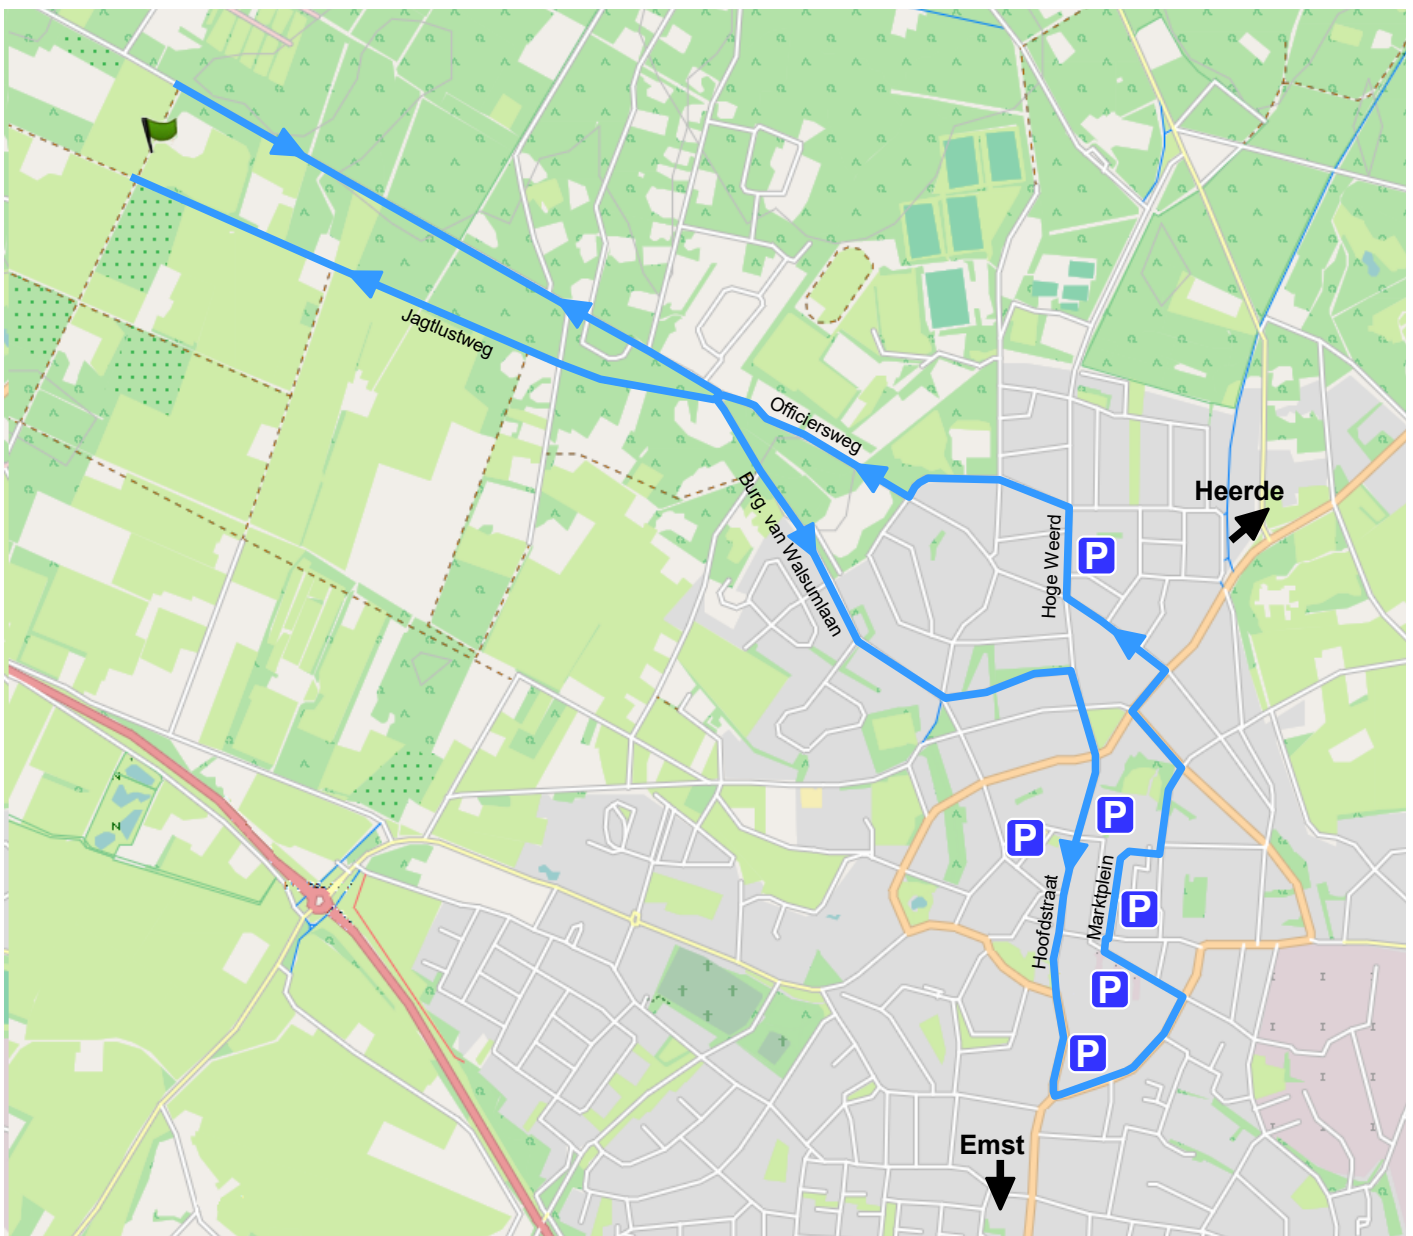 Jagtlustweg
Officiersweg
Burg. van Walsumlaan
Heerde
Hoge Weerd
P
P
P
Hoofdstraat
Marktplein
P
P
P
Emst